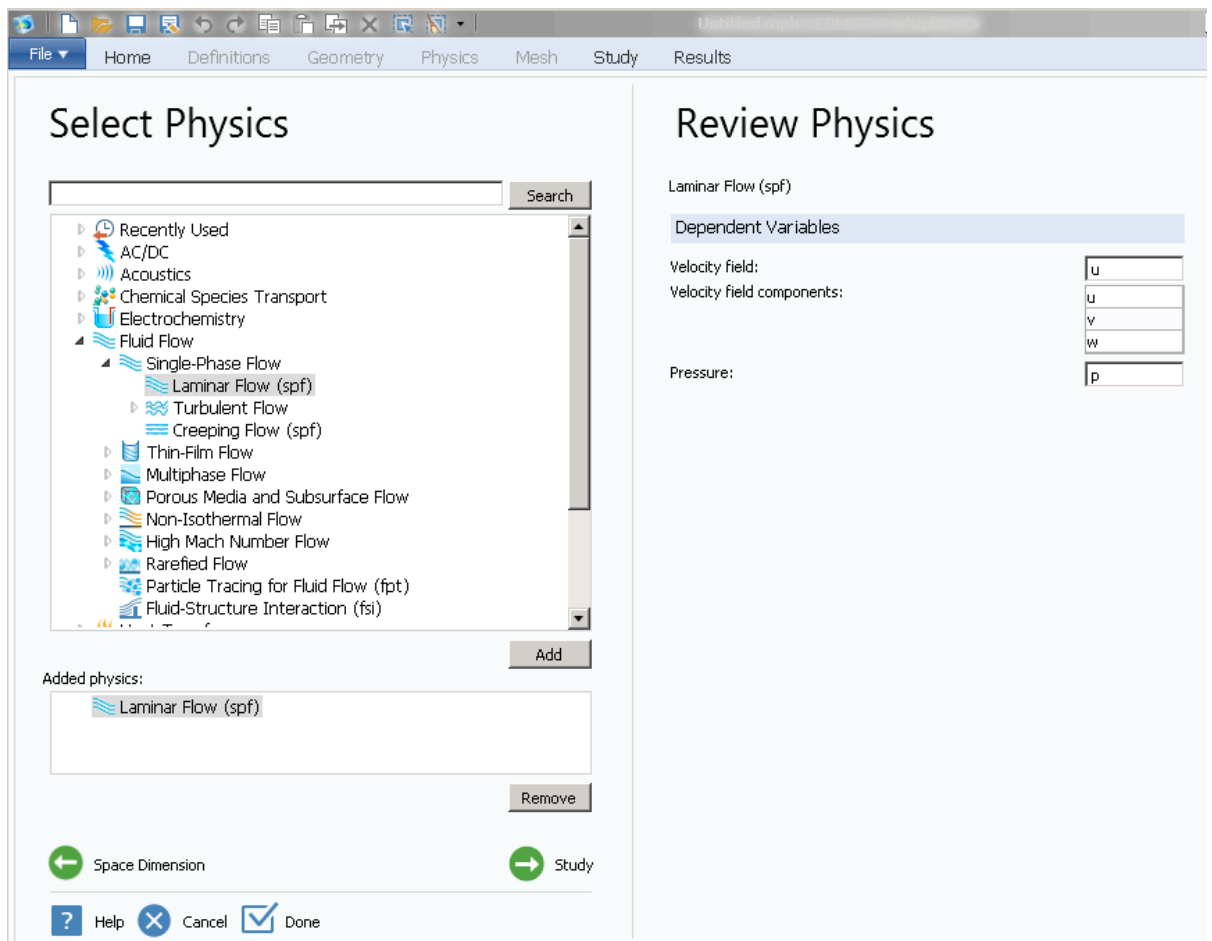 File Home Definitions Geometry Physics Mesh Study Results
Select Physics
Search
Recently Used
AC/DC
Acoustics
Chemical Species Transport
Electrochemistry
Fluid Flow
Single-Phase Flow
Laminar Flow (spf)
Turbulent Flow
Creeping Flow (spf)
Thin-Film Flow
Multiphase Flow
Porous Media and Subsurface Flow
Non-Isothermal Flow
High Mach Number Flow
Rarefied Flow
Particle Tracing for Fluid Flow (fpt)
Fluid-Structure Interaction (fsi)
Add
Added physics:
Laminar Flow (spf)
Remove
Space Dimension
Study
Help Cancel Done
Review Physics
Laminar Flow (spf)
Dependent Variables
Velocity field: u
Velocity field components: u
v
w
Pressure: p